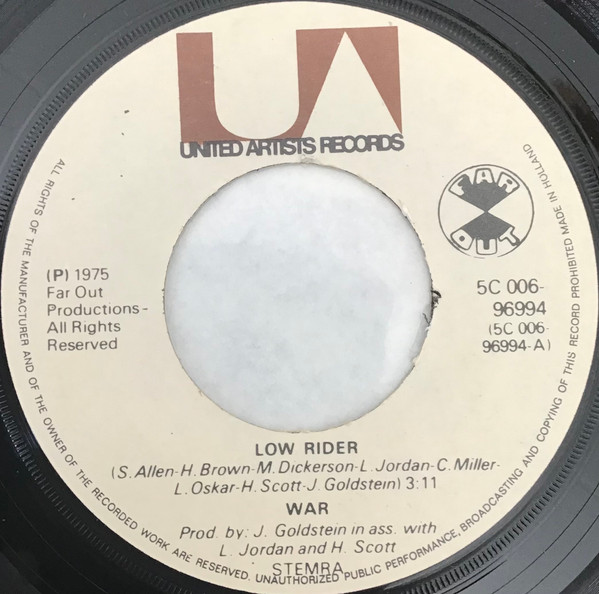 UA
UNITED ARTISTS RECORDS
FAR
OUT
(P) 1975
Far Out
Productions-
All Rights
Reserved
5C 006-
96994
(5C 006-
96994-A)
LOW RIDER
(S. Allen-H. Brown-M. Dickerson-L. Jordan-C. Miller-
L. Oskar-H. Scott-J. Goldstein) 3:11
WAR
Prod. by: J. Goldstein in ass. with
L. Jordan and H. Scott
STEMRA
ALL RIGHTS OF THE MANUFACTURER AND OF THE OWNER OF THE RECORDED WORK ARE RESERVED. UNAUTHORIZED PUBLIC PERFORMANCE, BROADCASTING AND COPYING OF THIS RECORD PROHIBITED MADE IN HOLLAND